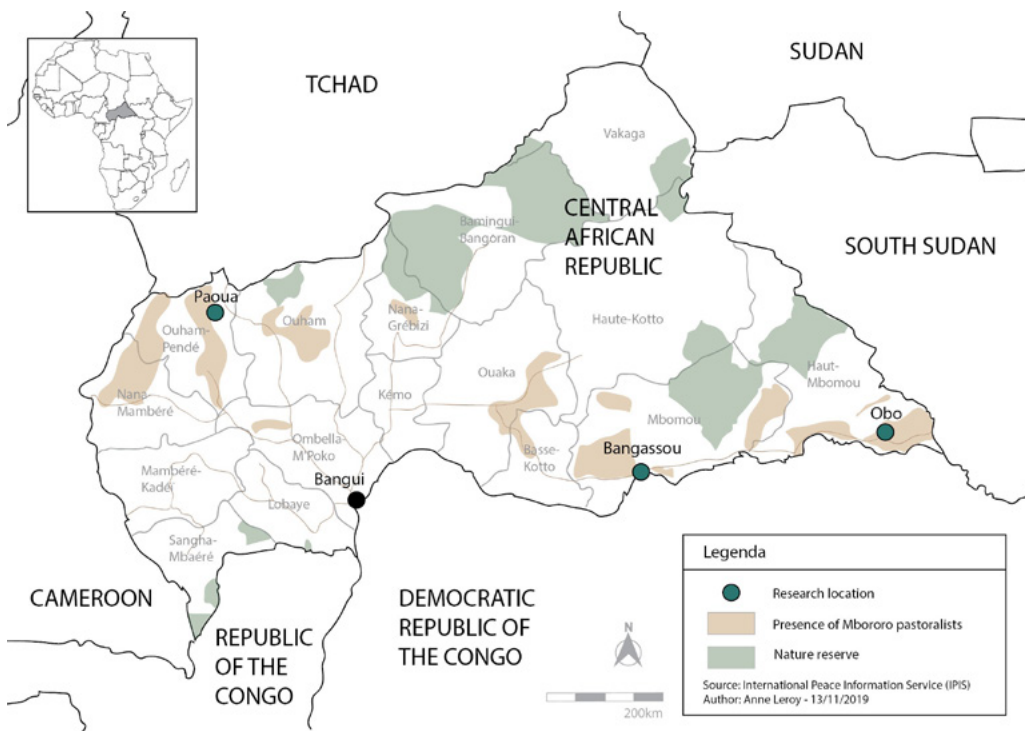 SUDAN
TCHAD
Vakaga
CENTRAL
AFRICAN
REPUBLIC
Bamingui-
Bangoran
SOUTH SUDAN
Paoua
Ouham-
Pendé
Ouham
Nana-
Grébizi
Haute-Kotto
Haut-
Mbomou
Ouaka
Kémo
Nana-
Mambéré
Mbomou
Obo
Ombella-
M'Poko
Basse-
Kotto
Bangassou
Mambéré-
Kadéï
Bangui
Lobaye
Sangha-
Mbaéré
CAMEROON
REPUBLIC
OF THE
CONGO
DEMOCRATIC
REPUBLIC OF
THE CONGO
N
200km
Legenda
Research location
Presence of Mbororo pastoralists
Nature reserve
Source: International Peace Information Service (IPIS)
Author: Anne Leroy - 13/11/2019